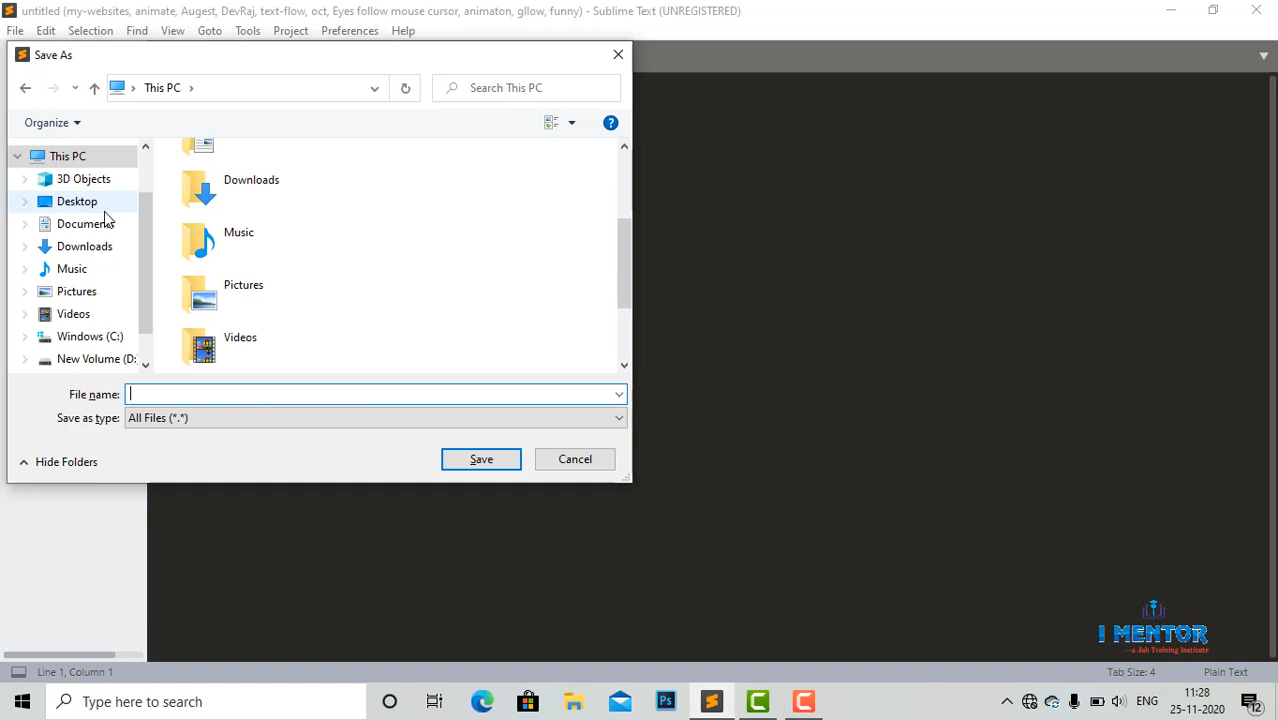 untitled (my-websites, animate, Augest, DevRaj, text-flow, oct, Eyes follow mouse cursor, animaton, gllow, funny) - Sublime Text (UNREGISTERED)
File Edit Selection Find View Goto Tools Project Preferences Help
Save As
This PC
Search This PC
Organize
This PC
3D Objects
Desktop
Documents
Downloads
Music
Pictures
Videos
Windows (C:)
New Volume (D:
Downloads
Music
Pictures
Videos
File name:
Save as type: All Files (*.*)
Hide Folders
Save
Cancel
I MENTOR
...a Job Training Institute
Line 1, Column 1
Tab Size: 4
Plain Text
Type here to search
Ps
ENG
11:28
25-11-2020
12